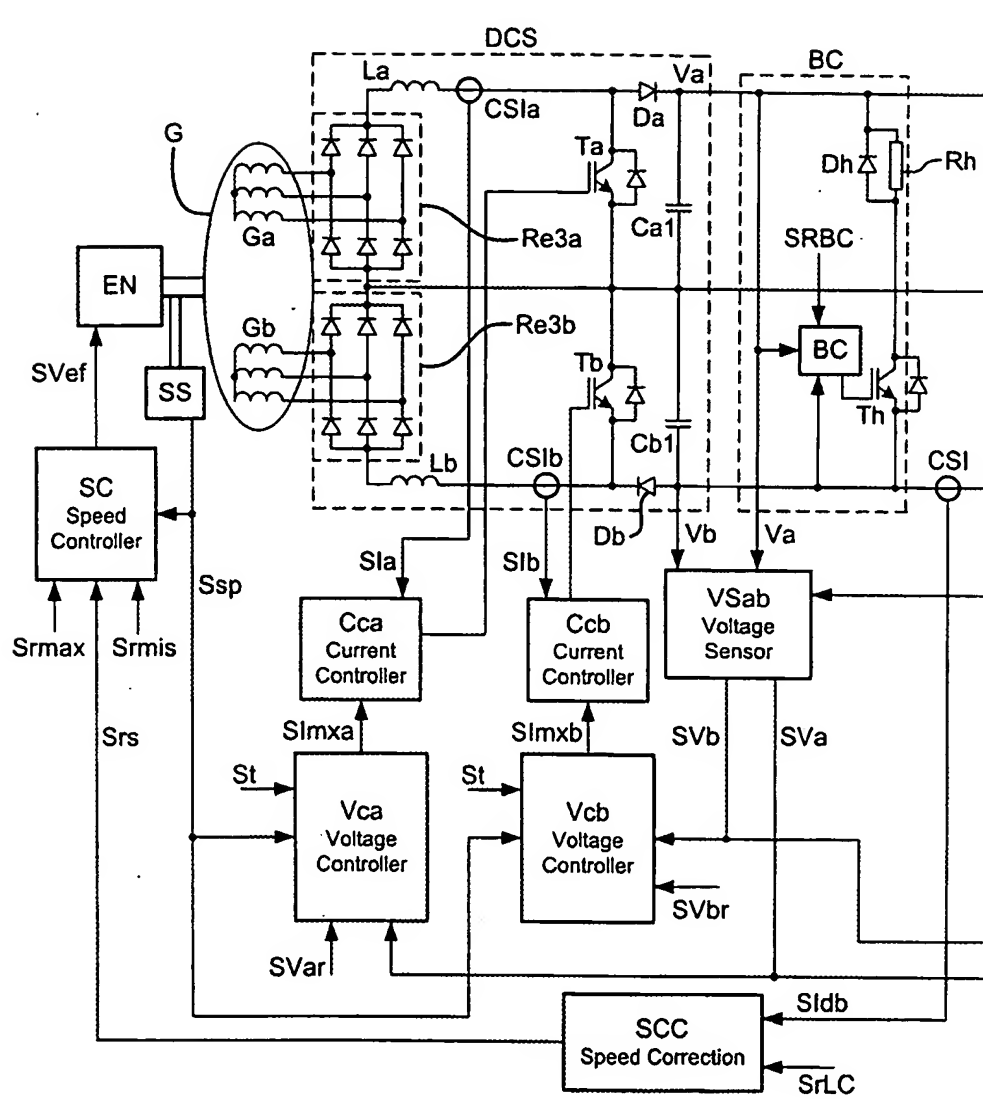 DCS
BC
La
CSIa
Va
Da
G
Ta
Dh
Rh
Ga
Re3a
Ca1
SRBC
EN
Gb
Re3b
BC
SVef
SS
Tb
Th
Cb1
Lb
CSIb
CSI
SC
Speed
Controller
Db
Vb
Va
SIa
SIb
Ssp
VSab
Voltage
Sensor
Cca
Current
Controller
Ccb
Current
Controller
Srmax
Srmis
Srs
SImxa
SImxb
SVb
SVa
St
St
Vca
Voltage
Controller
Vcb
Voltage
Controller
SVbr
SVar
SIdb
SCC
Speed Correction
SrLC